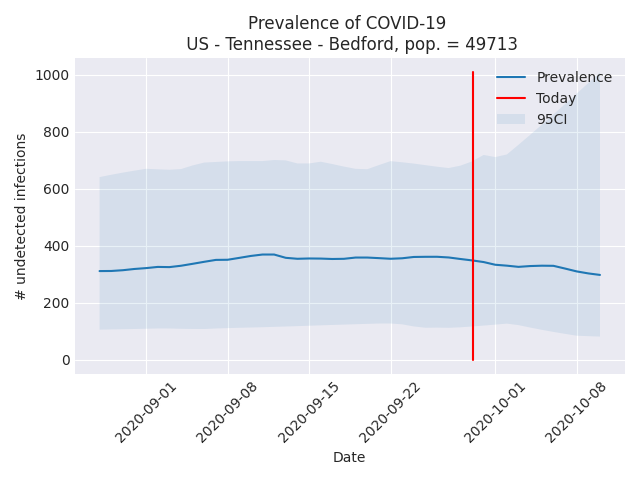 Prevalence of COVID-19
US - Tennessee - Bedford, pop. = 49713
# undetected infections
1000
800
600
400
200
0
Prevalence
Today
95CI
2020-09-01
2020-09-08
2020-09-15
2020-09-22
2020-10-01
2020-10-08
Date